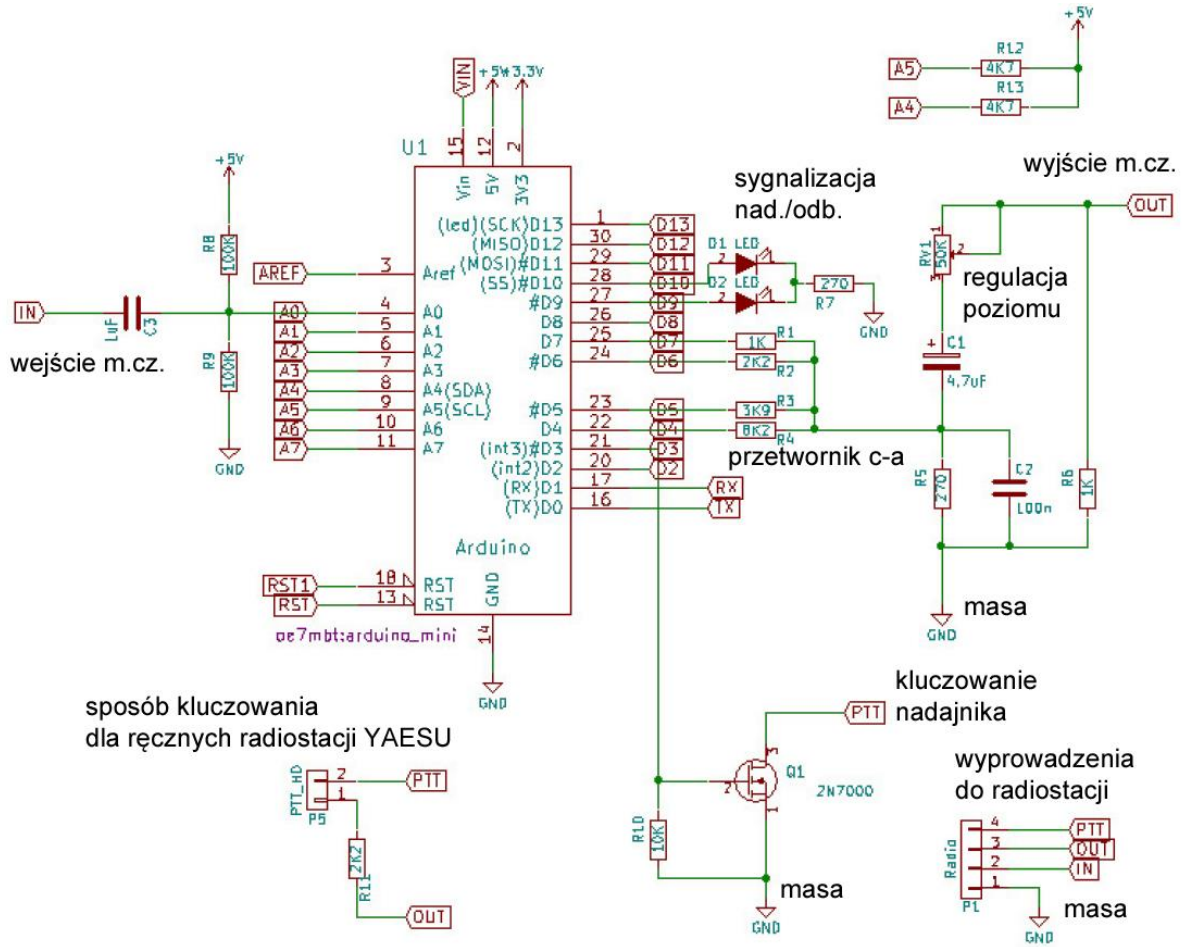 +5V
R12
A5
4K7
R13
A4
4K7
VIN
+5V
+3.3V
15
12
2
U1
Vin
5V
3V3
sygnalizacja
nad./odb.
wyjście m.cz.
OUT
+5V
R8
100K
AREF
3
Aref
IN
1uF
C3
wejście m.cz.
R9
100K
GND
A0
4
A0
A1
5
A1
A2
6
A2
A3
7
A3
A4
8
A4(SDA)
A5
9
A5(SCL)
A6
10
A6
A7
11
A7
(led)(SCK)D13
1
D13
(MISO)D12
30
D12
(MOSI)#D11
29
D11
(SS)#D10
28
D10
#D9
27
D9
D8
26
D8
D7
25
D7
#D6
24
D6
#D5
23
D5
D4
22
D4
(int3)#D3
21
D3
(int2)D2
20
D2
(RX)D1
17
RX
(TX)D0
16
TX
D1 LED
2
D2 LED
2
270
R7
GND
1K
R1
2K2
R2
3K9
R3
8K2
R4
przetwornik c-a
RV1
50K
1
2
regulacja
poziomu
+
C1
4.7uF
R5
270
C2
100n
R6
1K
masa
GND
Arduino
RST1
18
RST
RST
13
RST
GND
14
oe7mbt:arduino_mini
GND
sposób kluczowania
dla ręcznych radiostacji YAESU
PTT_HD
2
PTT
1
P5
2K2
R11
OUT
kluczowanie
nadajnika
PTT
3
2
Q1
2N7000
1
R10
10K
masa
GND
wyprowadzenia
do radiostacji
Radio
4
PTT
3
OUT
2
IN
1
P1
masa
GND